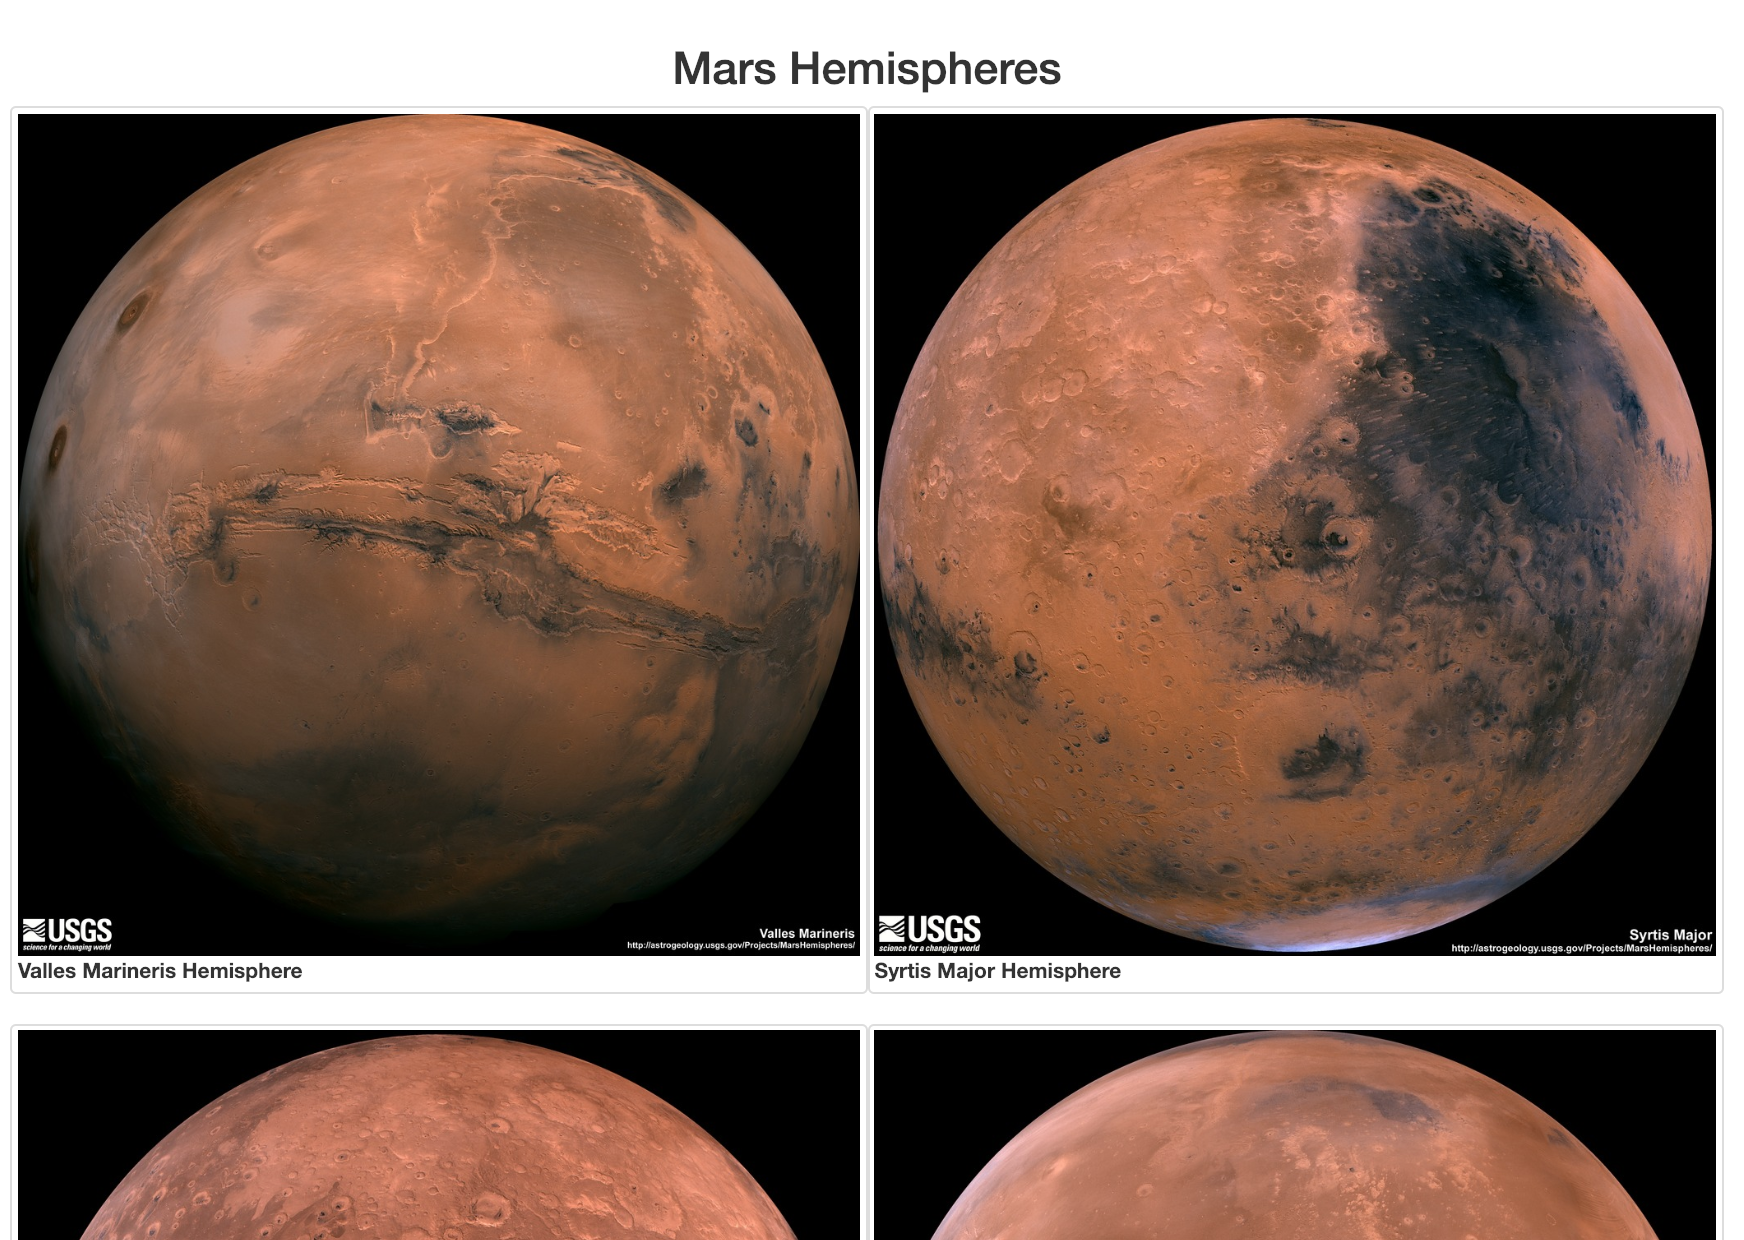 Mars Hemispheres
USGS
science for a changing world
Valles Marineris
http://astrogeology.usgs.gov/Projects/MarsHemispheres/
Valles Marineris Hemisphere
USGS
science for a changing world
Syrtis Major
http://astrogeology.usgs.gov/Projects/MarsHemispheres/
Syrtis Major Hemisphere